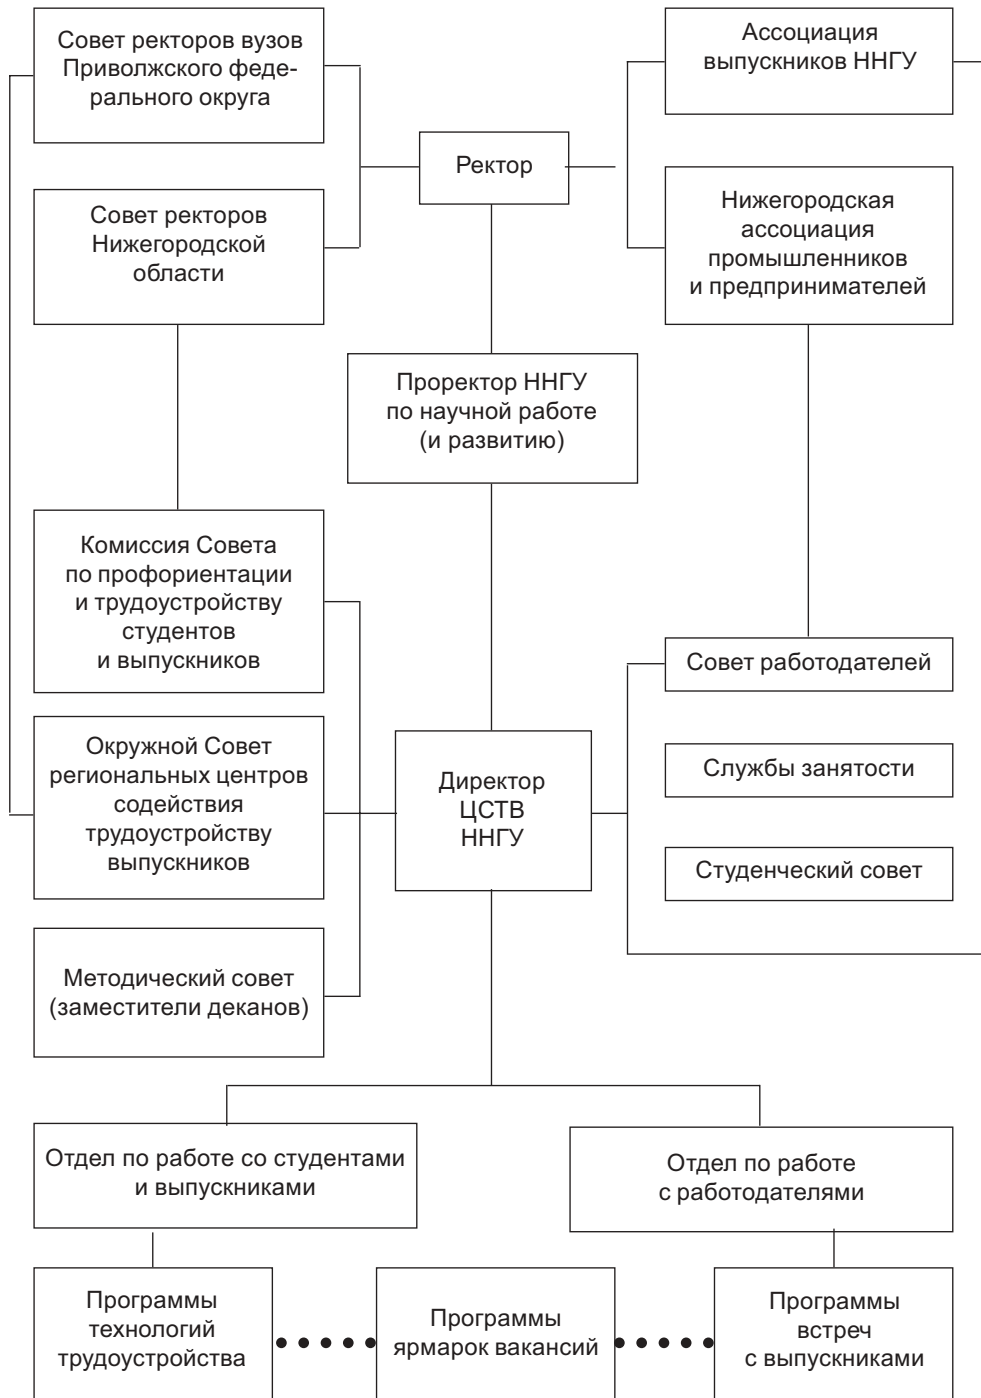 Совет ректоров вузов
Приволжского феде-
рального округа
Ассоциация
выпускников ННГУ
Ректор
Совет ректоров
Нижегородской
области
Нижегородская
ассоциация
промышленников
и предпринимателей
Проректор ННГУ
по научной работе
(и развитию)
Комиссия Совета
по профориентации
и трудоустройству
студентов
и выпускников
Совет работодателей
Окружной Совет
региональных центров
содействия
трудоустройству
выпускников
Директор
ЦСТВ
ННГУ
Службы занятости
Студенческий совет
Методический совет
(заместители деканов)
Отдел по работе со студентами
и выпускниками
Отдел по работе
с работодателями
Программы
технологий
трудоустройства
Программы
ярмарок вакансий
Программы
встреч
с выпускниками